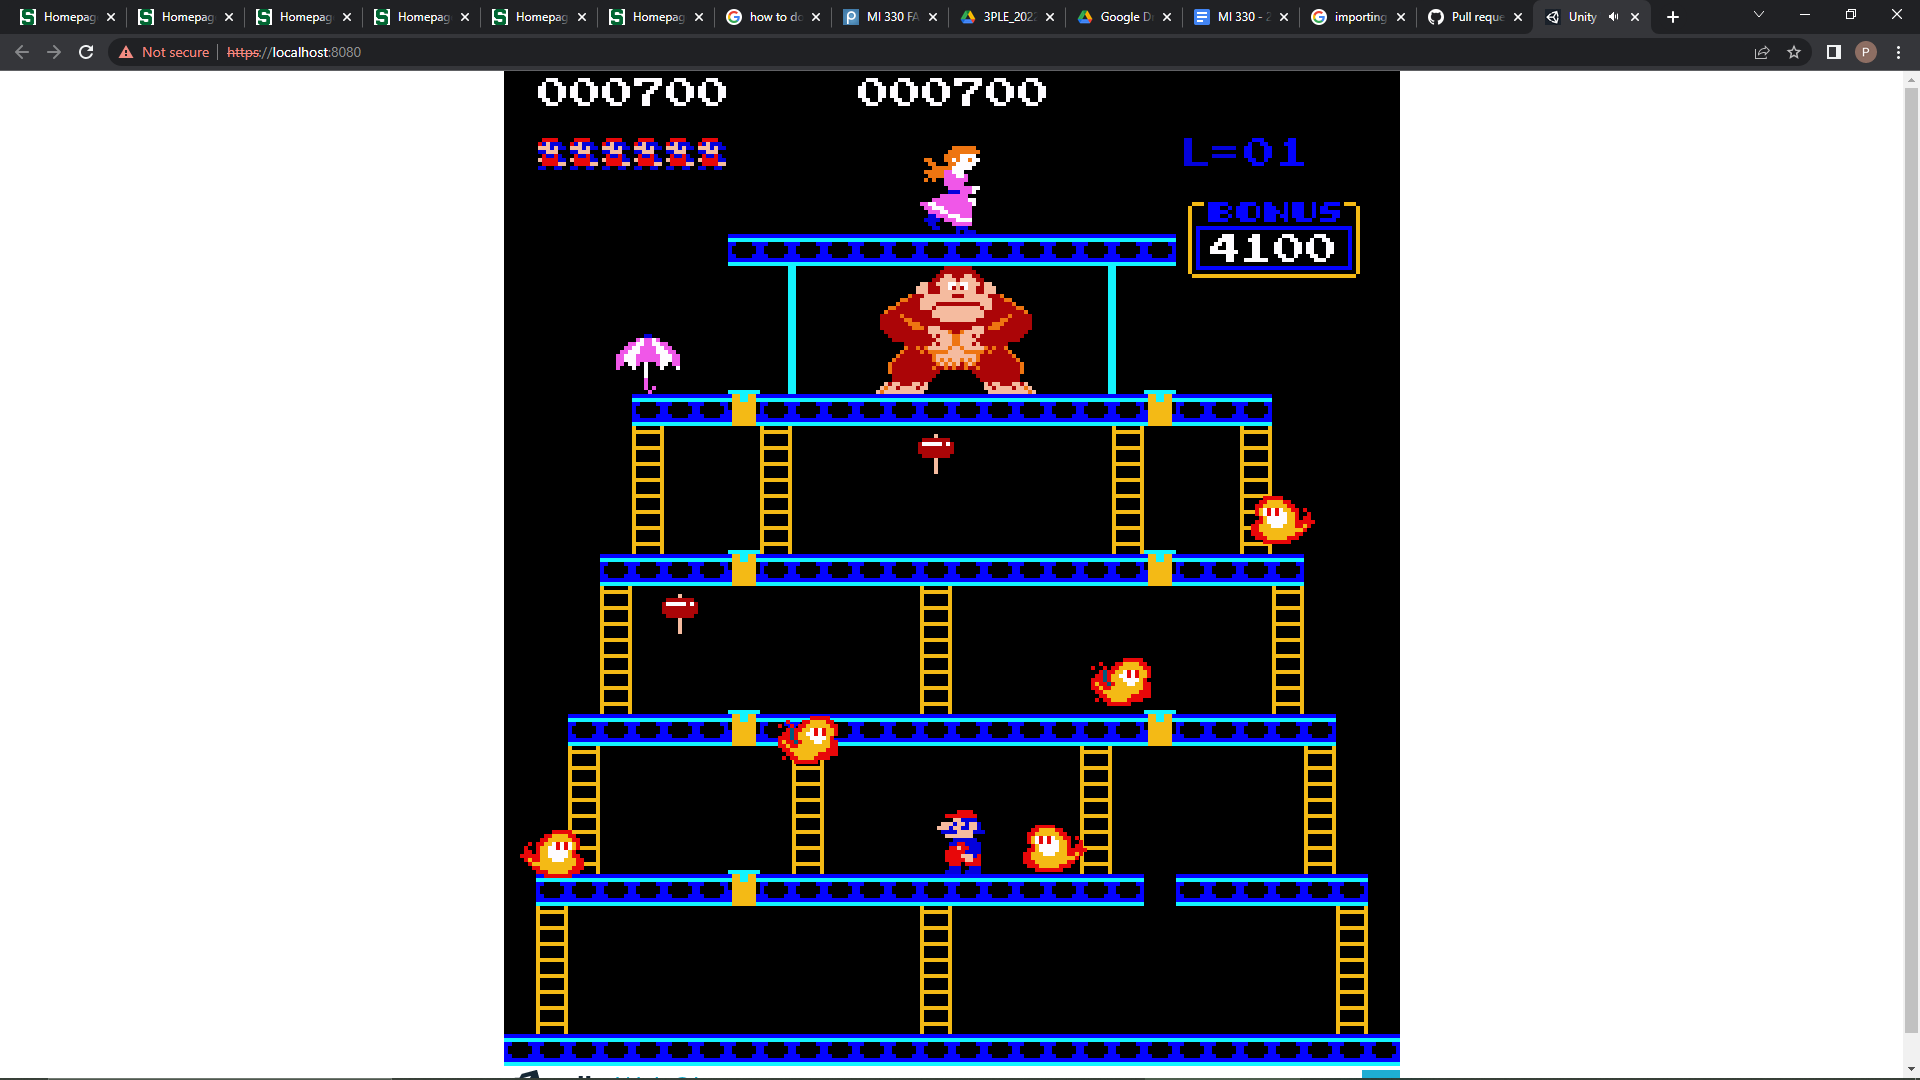 Homepag
Homepag
Homepag
Homepag
Homepag
Homepag
how to do
MI 330 FA
3PLE_202
Google D
MI 330 - 2
importing
Pull reque
Unity
Not secure
https://localhost:8080
P
000700 000700
L=01
BONUS
4100